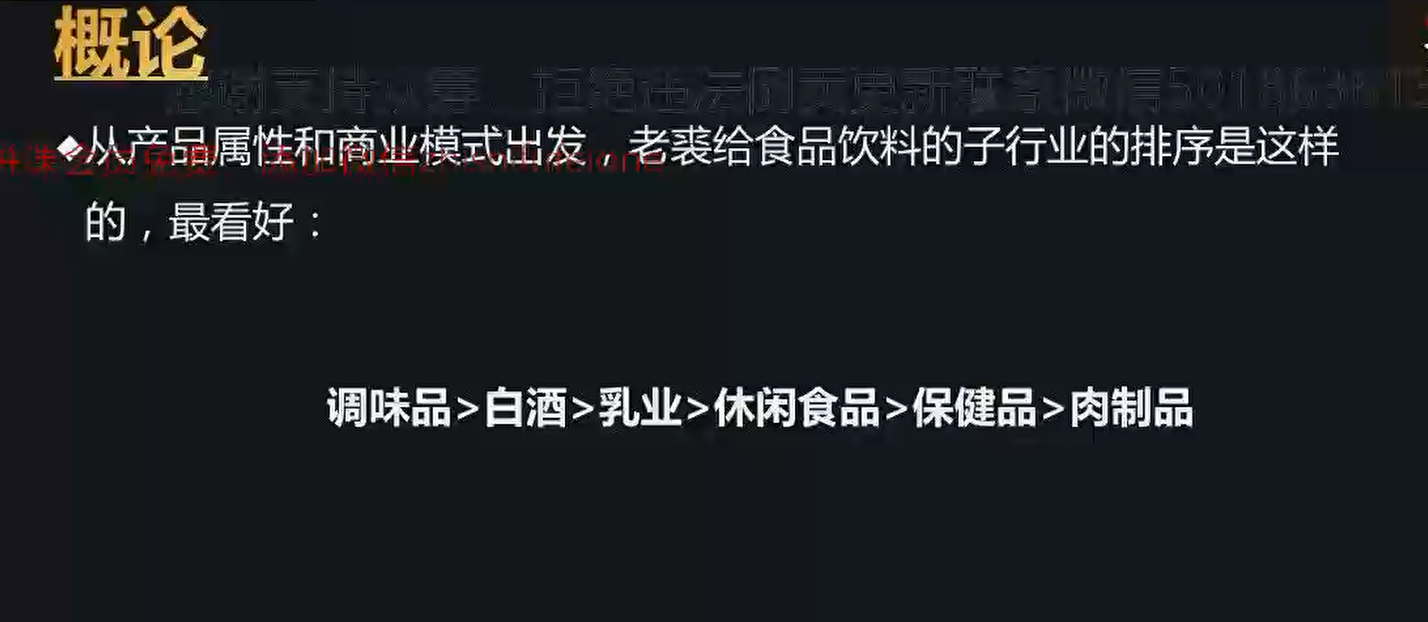 概论
◆从产品属性和商业模式出发，老裘给食品饮料的子行业的排序是这样
的，最看好：
调味品>白酒>乳业>休闲食品>保健品>肉制品